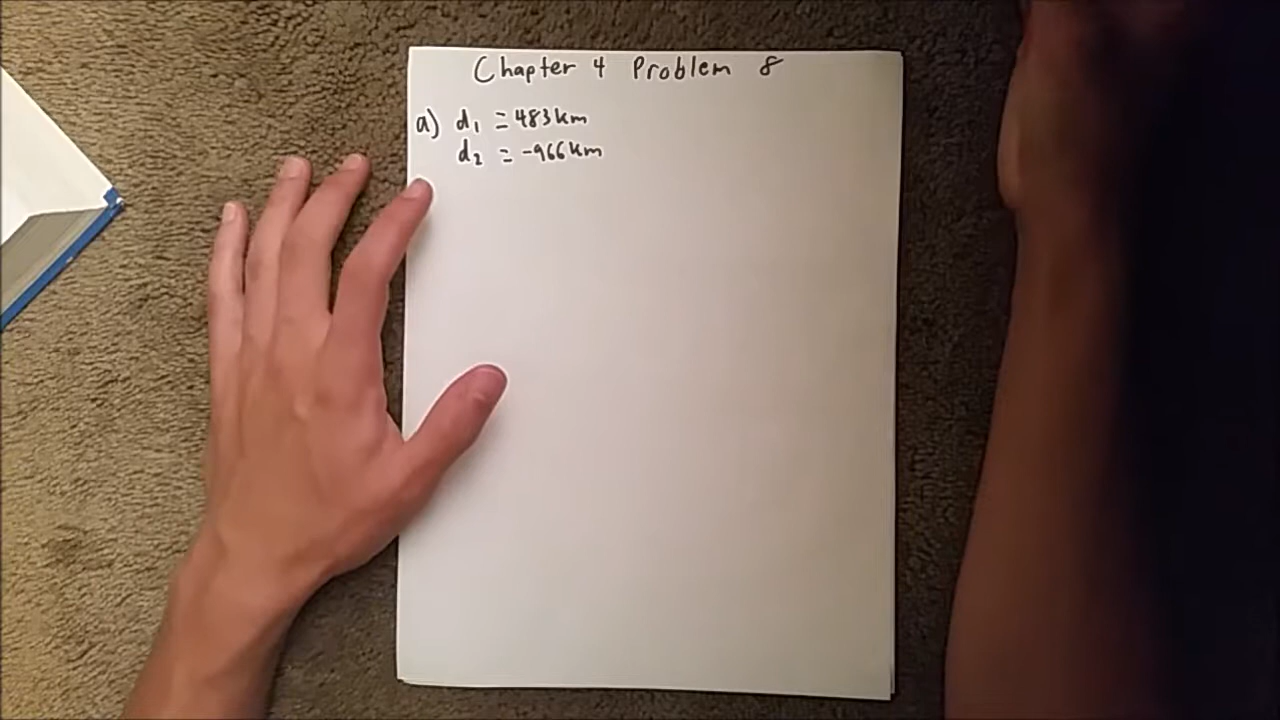 Chapter 4 Problem 8
a) d₁ = 483km
d₂ = -966km